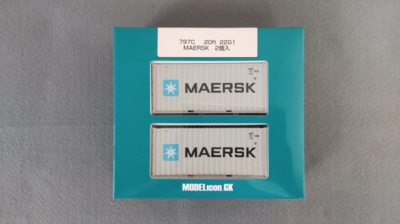 797C 20ft 22G1
MAERSK 2個入
MAERSK
MAERSK
MODELicon GK